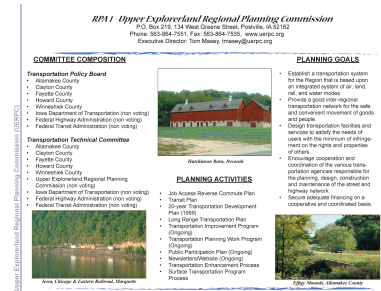 RPA 1 - Upper Explorerland Regional Planning Commission
P.O. Box 219, 134 West Greene Street, Postville, IA 52162
Phone: 563-864-7551, Fax: 563-864-7535, www.uerpc.org
Executive Director: Tom Masey, tmasey@uerpc.org
Upper Explorerland Regional Planning Commission (UERPC)
COMMITTEE COMPOSITION
Transportation Policy Board
• Allamakee County
• Clayton County
• Fayette County
• Howard County
• Winneshiek County
• Iowa Department of Transportation (non voting)
• Federal Highway Administration (non voting)
• Federal Transit Administration (non voting)
Transportation Technical Committee
• Allamakee County
• Clayton County
• Fayette County
• Howard County
• Winneshiek County
• Upper Explorerland Regional Planning
Commission (non voting)
• Iowa Department of Transportation (non voting)
• Federal Highway Administration (non voting)
• Federal Transit Administration (non voting)
Iowa, Chicago & Eastern Railroad, Marquette
Hutchinson Barn, Decorah
PLANNING ACTIVITIES
• Job Access Reverse Commute Plan
• Transit Plan
• 20-year Transportation Development
Plan (1999)
• Long Range Transportation Plan
• Transportation Improvement Program
(Ongoing)
• Transportation Planning Work Program
(Ongoing)
• Public Participation Plan (Ongoing)
• Newsletters/Website (Ongoing)
• Transportation Enhancement Process
• Surface Transportation Program
Process
PLANNING GOALS
• Establish a transportation system
for the Region that is based upon
an integrated system of air, land,
rail, and water modes.
• Provide a good inter-regional
transportation network for the safe
and convenient movement of goods
and people.
• Design transportation facilities and
services to satisfy the needs of
users with the minimum of infringe-
ment on the rights and properties
of others.
• Encourage cooperation and
coordination of the various trans-
portation agencies responsible for
the planning, design, construction
and maintenance of the street and
highway network.
• Secure adequate financing on a
cooperative and coordinated basis.
Effigy Mounds, Allamakee County